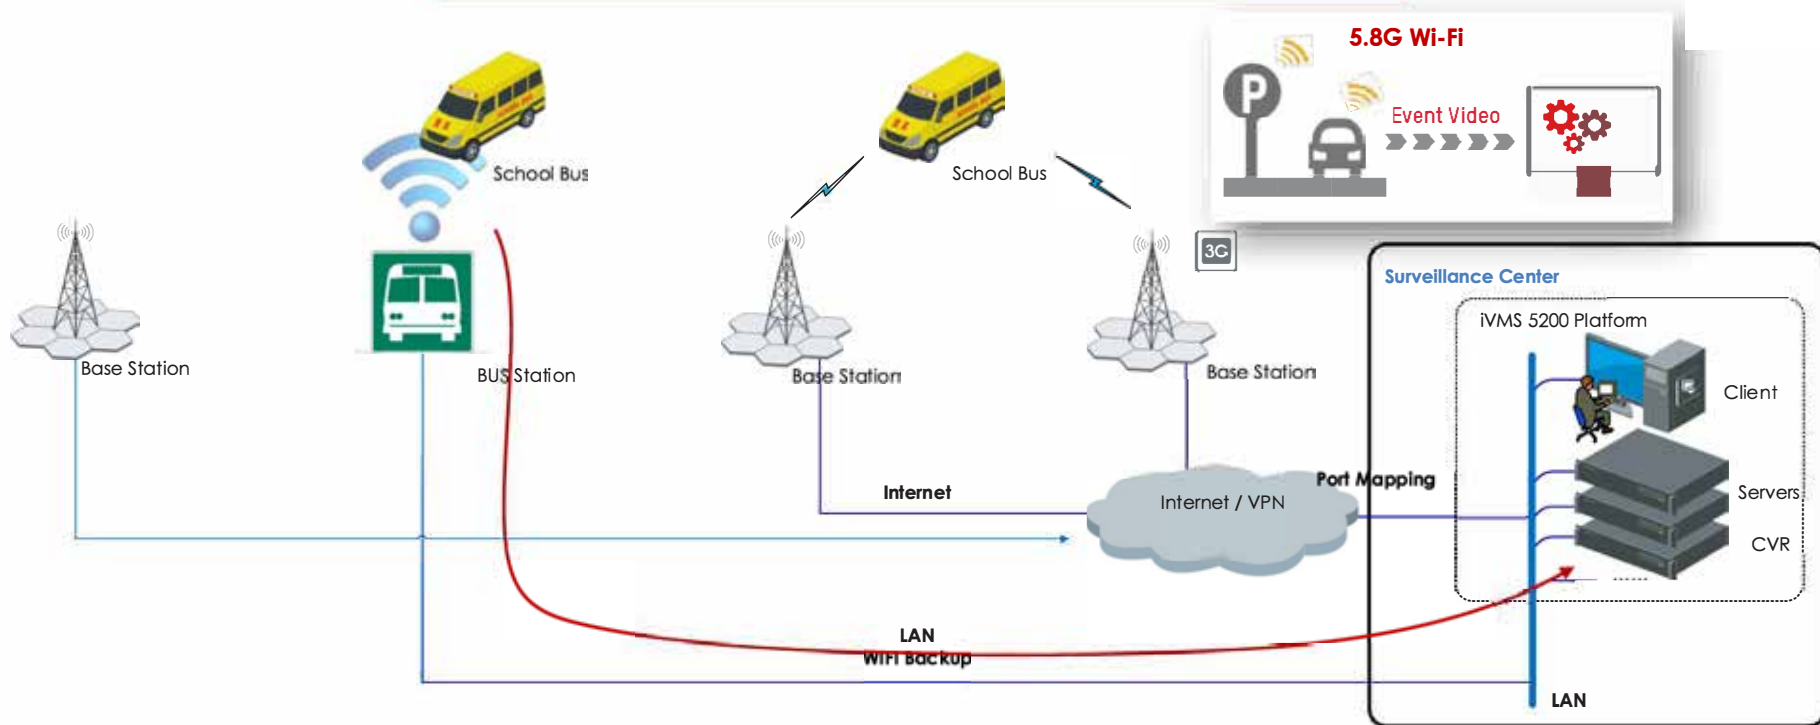 5.8G Wi-Fi
P
Event Video
School Bus
School Bus
3G
Surveillance Center
iVMS 5200 Platform
Base Station
BUS Station
Base Station
Base Station
Client
Internet
Internet / VPN
Port Mapping
Servers
CVR
LAN
WIFI Backup
LAN